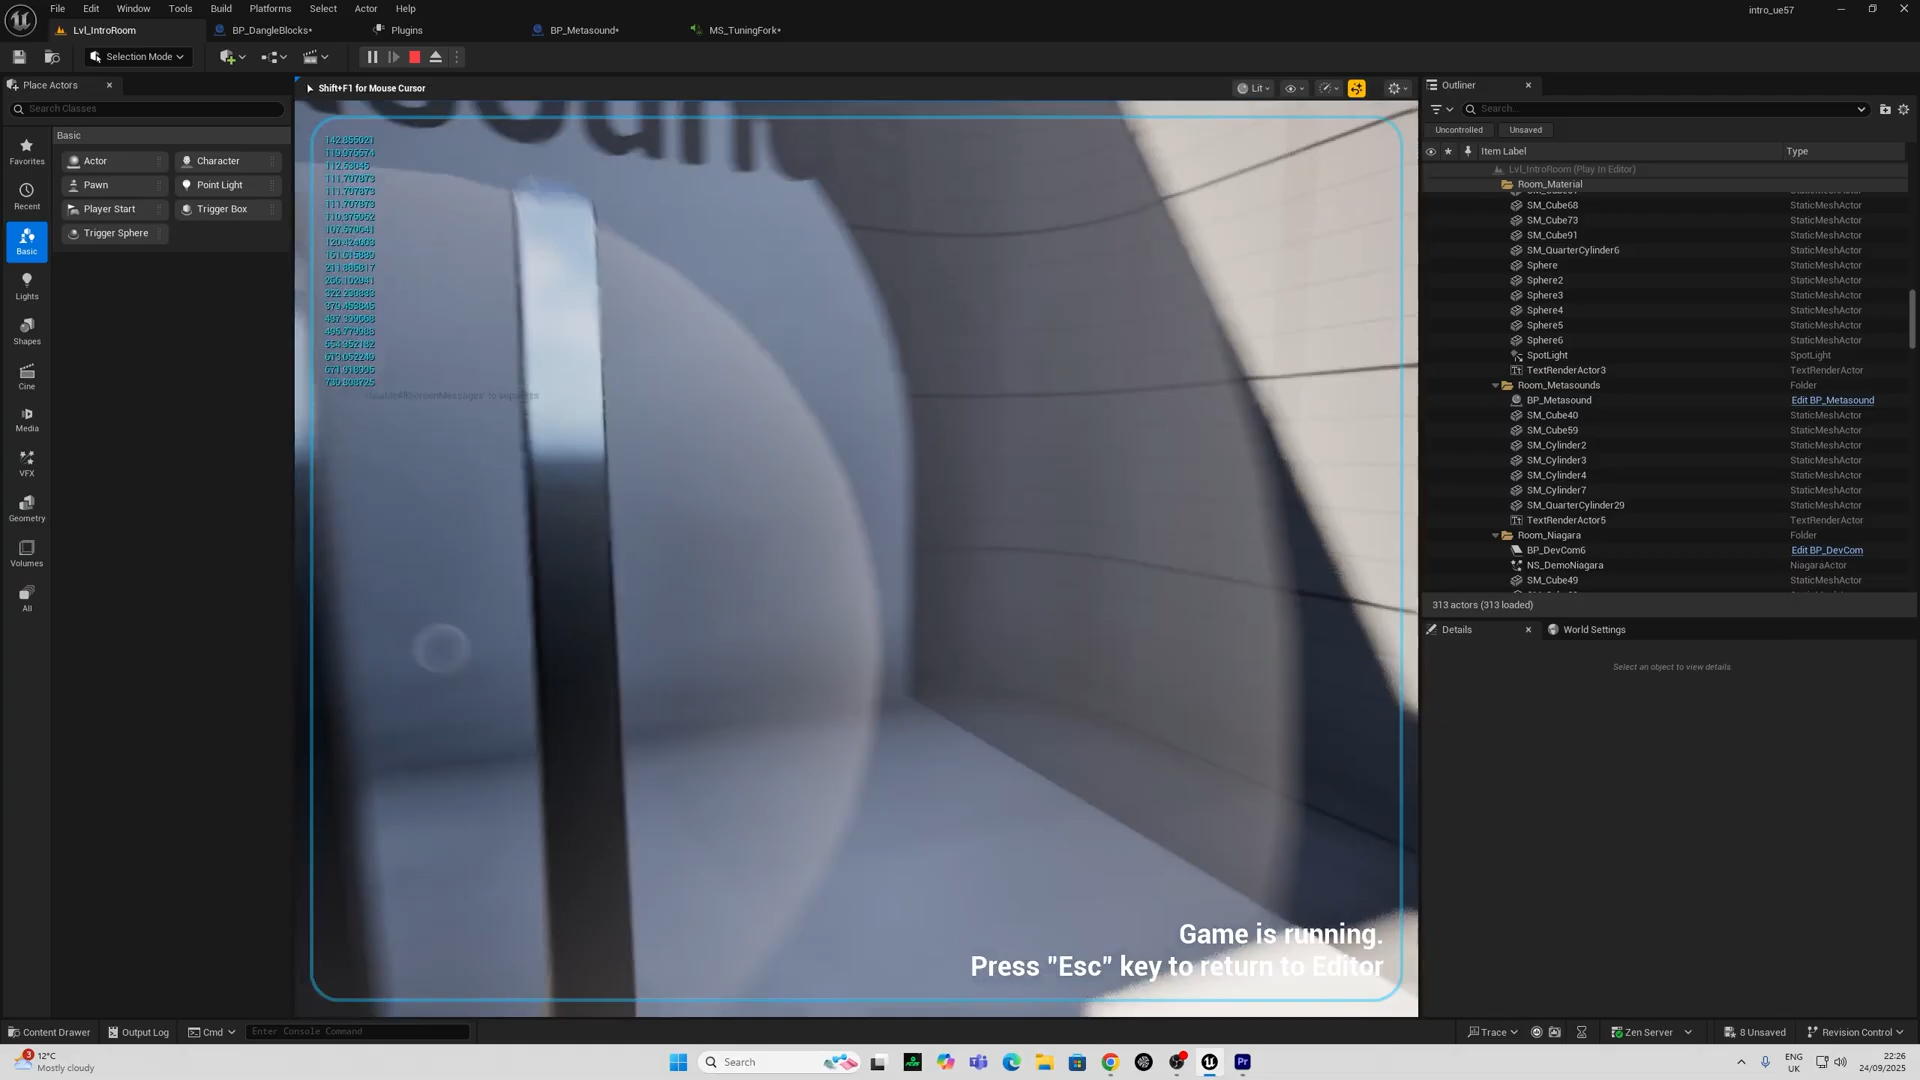 File Edit Window Tools Build Platforms Select Actor Help
intro_ue57
Lvl_IntroRoom
BP_DangleBlocks*
Plugins
BP_Metasound*
MS_TuningFork*
Selection Mode
Place Actors
Search Classes
Basic
Favorites
Recent
Basic
Lights
Shapes
Cine
Media
VFX
Geometry
Volumes
All
Actor
Character
Pawn
Point Light
Player Start
Trigger Box
Trigger Sphere
Shift+F1 for Mouse Cursor
Lit
111.707873
111.707873
111.707873
Game is running.
Press "Esc" key to return to Editor
Outliner
Search...
Uncontrolled
Unsaved
Item Label
Type
Lvl_IntroRoom (Play In Editor)
Room_Material
SM_Cube68 StaticMeshActor
SM_Cube73 StaticMeshActor
SM_Cube91 StaticMeshActor
SM_QuarterCylinder6 StaticMeshActor
Sphere StaticMeshActor
Sphere2 StaticMeshActor
Sphere3 StaticMeshActor
Sphere4 StaticMeshActor
Sphere5 StaticMeshActor
Sphere6 StaticMeshActor
SpotLight SpotLight
TextRenderActor3 TextRenderActor
Room_Metasounds Folder
BP_Metasound Edit BP_Metasound
SM_Cube40 StaticMeshActor
SM_Cube59 StaticMeshActor
SM_Cylinder2 StaticMeshActor
SM_Cylinder3 StaticMeshActor
SM_Cylinder4 StaticMeshActor
SM_Cylinder7 StaticMeshActor
SM_QuarterCylinder29 StaticMeshActor
TextRenderActor5 TextRenderActor
Room_Niagara Folder
BP_DevCom6 Edit BP_DevCom
NS_DemoNiagara NiagaraActor
SM_Cube49 StaticMeshActor
313 actors (313 loaded)
Details
World Settings
Select an object to view details.
Content Drawer
Output Log
Cmd
Enter Console Command
Trace
Zen Server
8 Unsaved
Revision Control
3
12°C
Mostly cloudy
Search
ENG
UK
22:26
24/09/2025